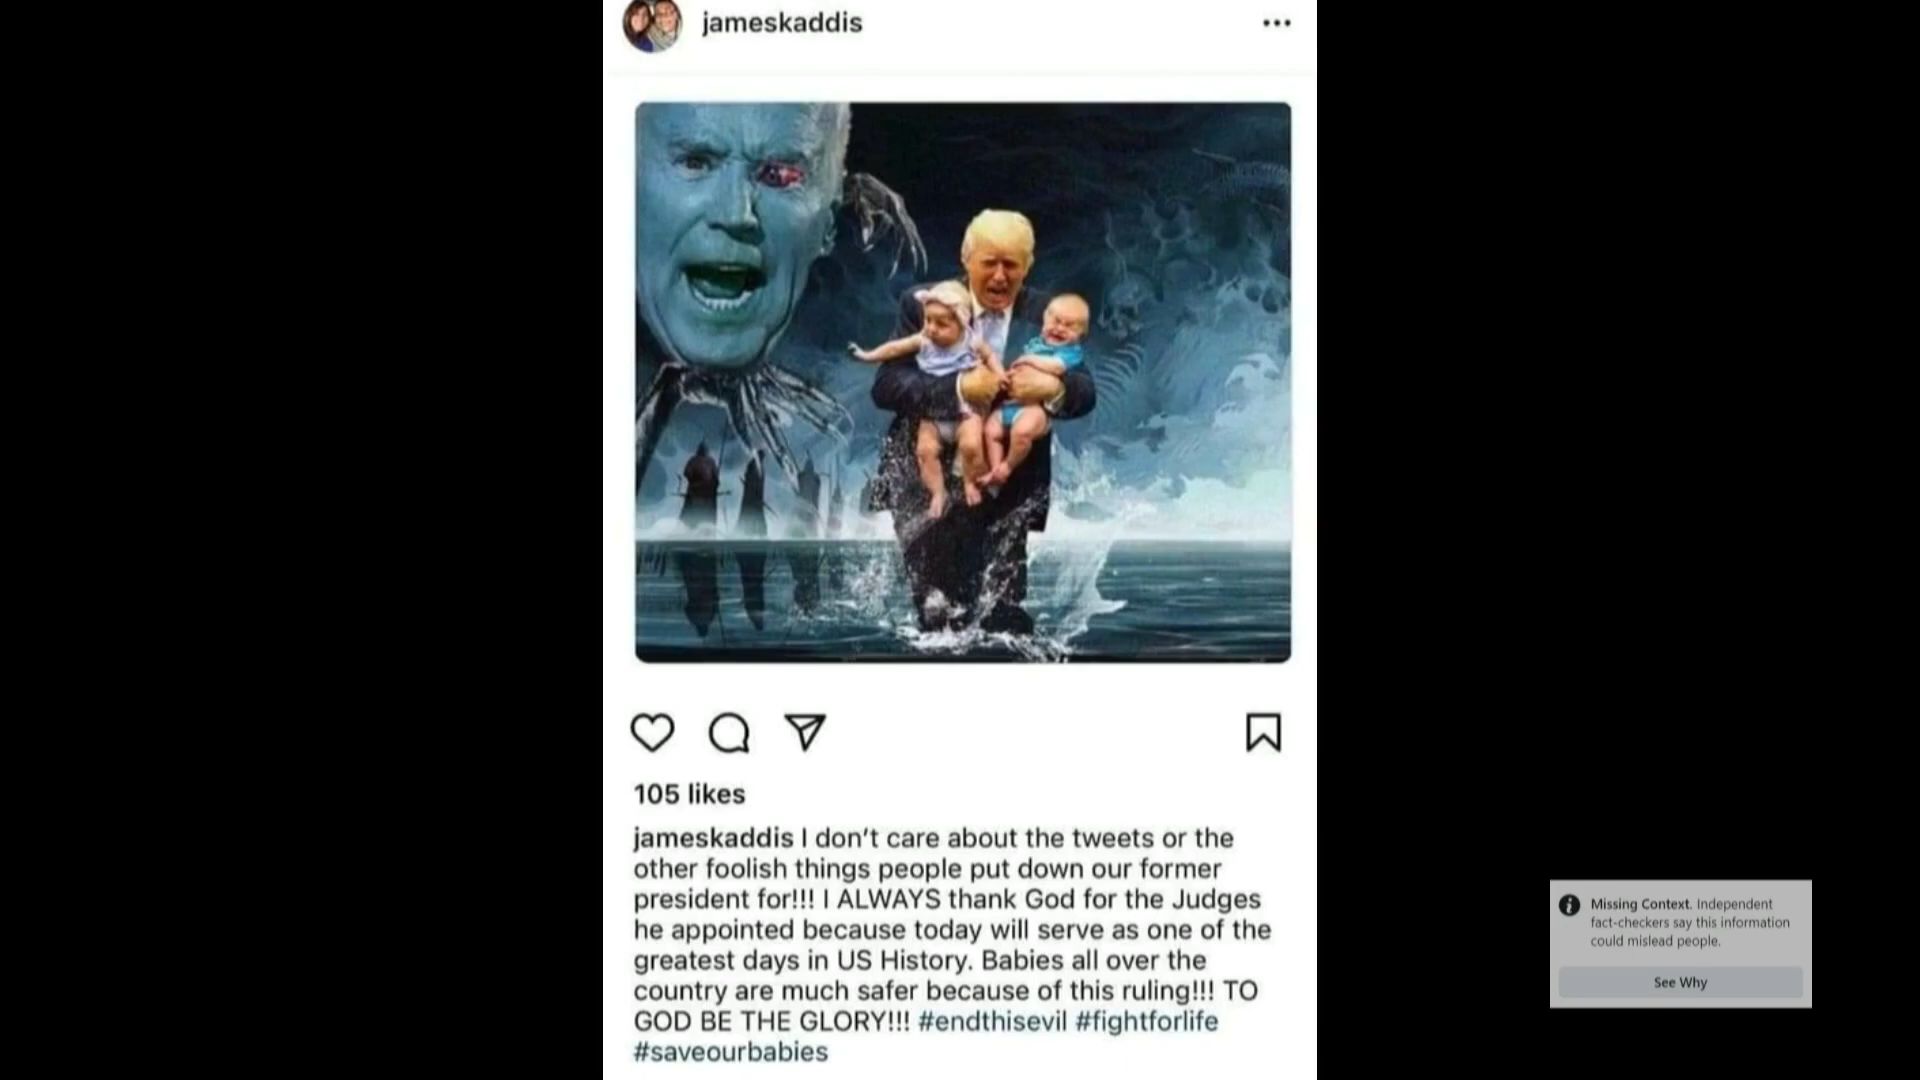 jameskaddis
105 likes
jameskaddis I don't care about the tweets or the
other foolish things people put down our former
president for!!! I ALWAYS thank God for the Judges
he appointed because today will serve as one of the
greatest days in US History. Babies all over the
country are much safer because of this ruling!!! TO
GOD BE THE GLORY!!! #endthisevil #fightforlife
#saveourbabies
Missing Context. Independent
fact-checkers say this information
could mislead people.
See Why